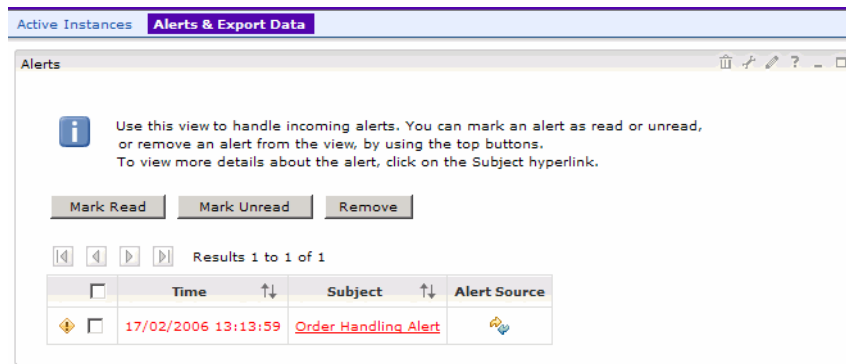 Active Instances Alerts & Export Data
Alerts ?
Use this view to handle incoming alerts. You can mark an alert as read or unread,
or remove an alert from the view, by using the top buttons.
To view more details about the alert, click on the Subject hyperlink.
Mark Read Mark Unread Remove
Results 1 to 1 of 1
Time Subject Alert Source
17/02/2006 13:13:59 Order Handling Alert